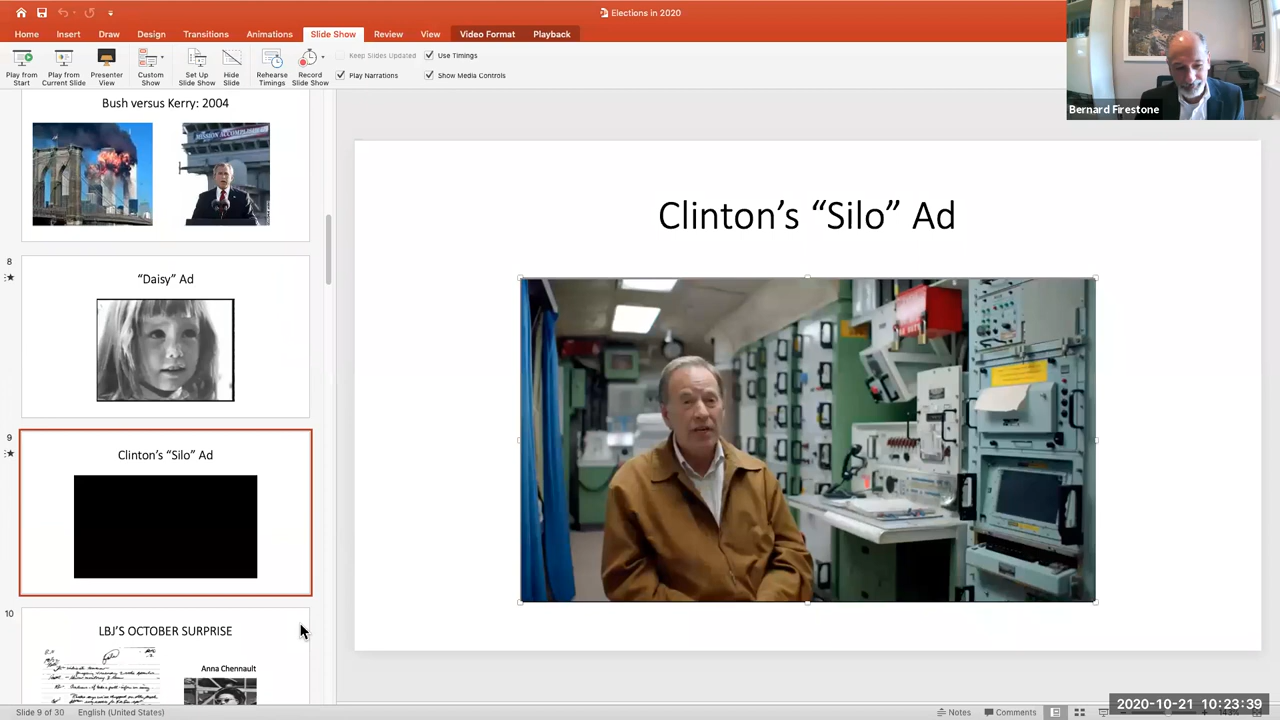 Elections in 2020
Home Insert Draw Design Transitions Animations Slide Show Review View Video Format Playback
Play from Start
Play from Current Slide
Presenter View
Custom Show
Set Up Slide Show
Hide Slide
Rehearse Timings
Record Slide Show
Keep Slides Updated
Use Timings
Play Narrations
Show Media Controls
Bernard Firestone
Bush versus Kerry: 2004
MISSION ACCOMPLISHED
8
“Daisy” Ad
9
Clinton’s “Silo” Ad
10
LBJ’S OCTOBER SURPRISE
Anna Chennault
Clinton’s “Silo” Ad
Slide 9 of 30
English (United States)
Notes
Comments
2020-10-21 10:23:39